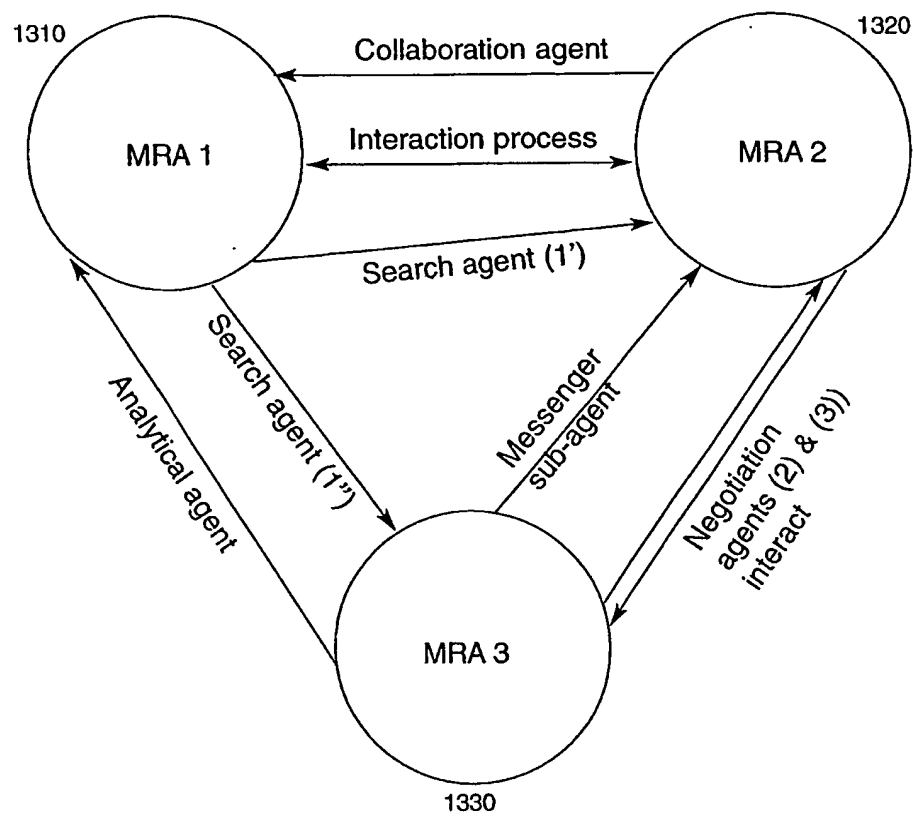 1310
1320
Collaboration agent
MRA 1
Interaction process
MRA 2
Search agent (1')
Search agent (1")
Analytical agent
Messenger
sub-agent
Negotiation
agents (2) & (3))
interact
MRA 3
1330